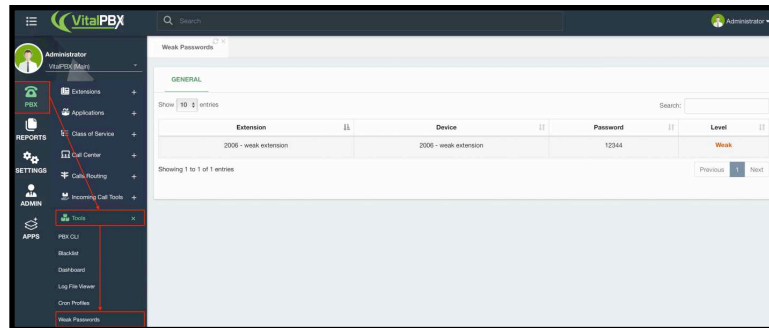 VitalPBX
Search
Administrator
Administrator
VitalPBX (Main)
PBX
REPORTS
SETTINGS
ADMIN
APPS
Extensions +
Applications +
Class of Service +
Call Center +
Calls Routing +
Incoming Call Tools +
Tools ×
PBX CLI
Blacklist
Dashboard
Log File Viewer
Cron Profiles
Weak Passwords
Weak Passwords
GENERAL
Show 10 entries
Search:
Extension Device Password Level
2006 - weak extension 2006 - weak extension 12344 Weak
Showing 1 to 1 of 1 entries
Previous 1 Next